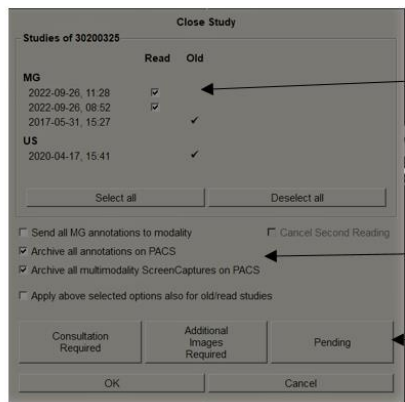 Close Study
Studies of 30200325
Read Old
MG
2022-09-26, 11:28
2022-09-26, 08:52
2017-05-31, 15:27
US
2020-04-17, 15:41
Select all Deselect all
Send all MG annotations to modality Cancel Second Reading
Archive all annotations on PACS
Archive all multimodality ScreenCaptures on PACS
Apply above selected options also for old/read studies
Consultation Required
Additional Images Required
Pending
OK Cancel